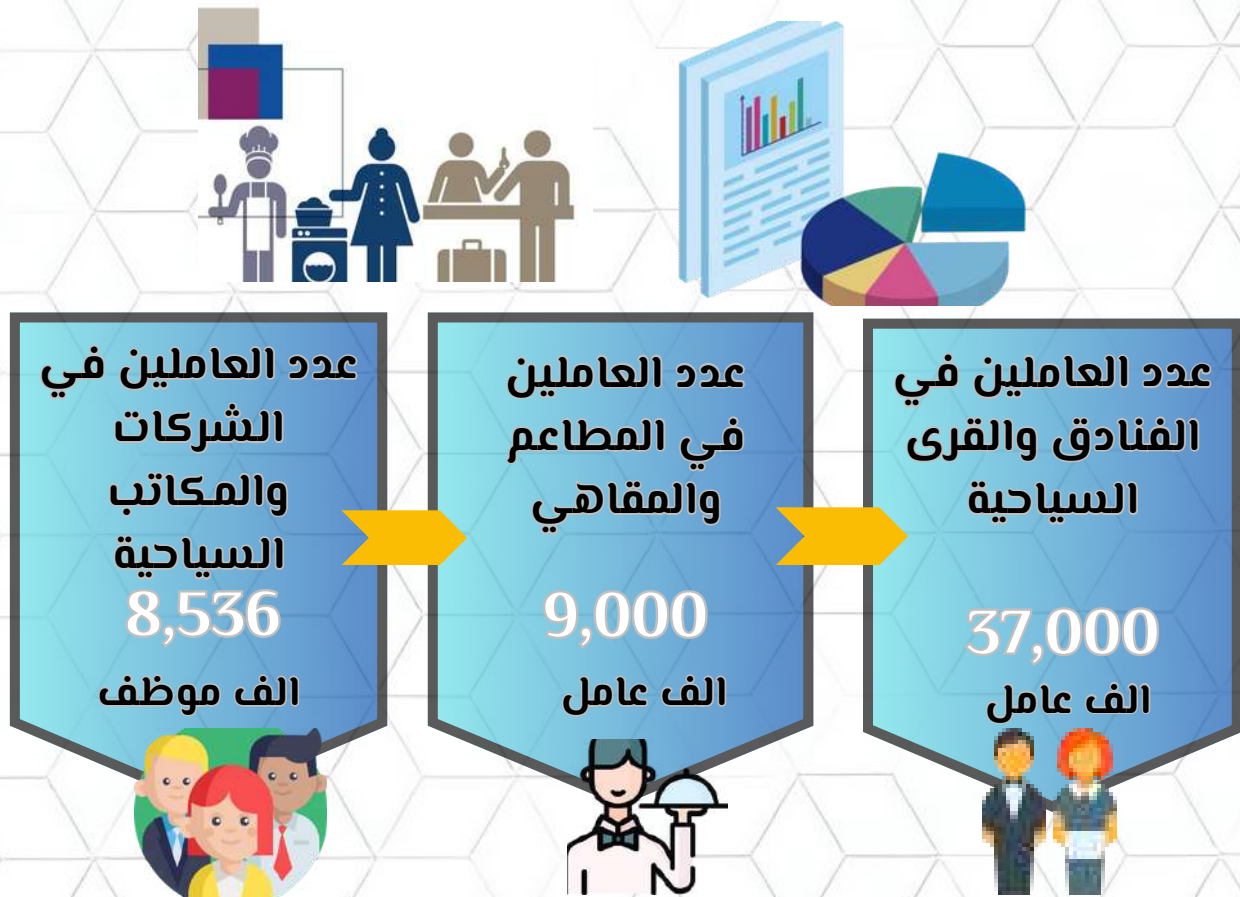 عدد العاملين في
الفنادق والقرى
السياحية
37,000
الف عامل
عدد العاملين
في المطاعم
والمقاهي
9,000
الف عامل
عدد العاملين في
الشركات
والمكاتب
السياحية
8,536
الف موظف